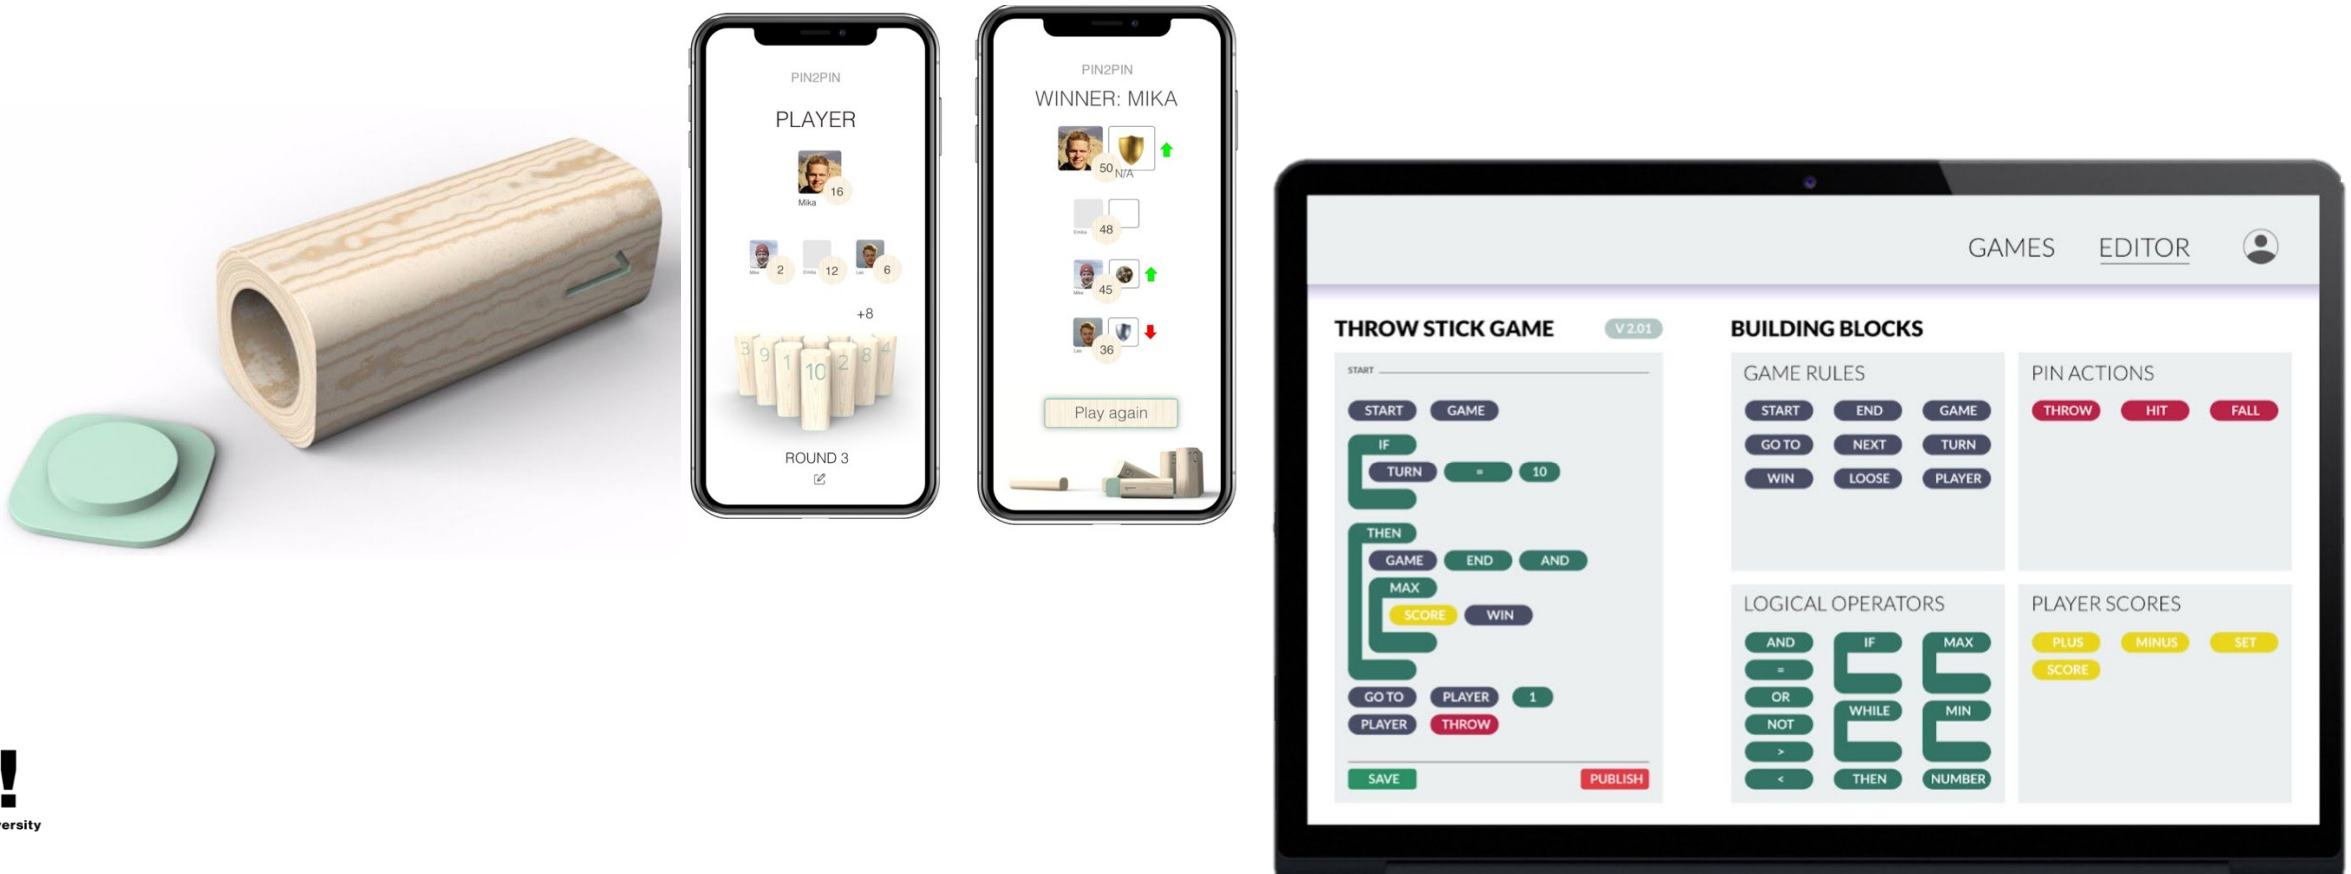 PIN2PIN
PLAYER
16
Mika
2
12
6
+8
3 9 1 10 2 8 4
ROUND 3
PIN2PIN
WINNER: MIKA
50
N/A
48
45
36
Play again
GAMES EDITOR
THROW STICK GAME V 2.01
START
START GAME
IF
TURN = 10
THEN
GAME END AND
MAX
SCORE WIN
GO TO PLAYER 1
PLAYER THROW
SAVE PUBLISH
BUILDING BLOCKS
GAME RULES
START END GAME
GO TO NEXT TURN
WIN LOOSE PLAYER
PIN ACTIONS
THROW HIT FALL
LOGICAL OPERATORS
AND IF MAX
=
OR
NOT WHILE MIN
>
< THEN NUMBER
PLAYER SCORES
PLUS MINUS SET
SCORE
!
versity